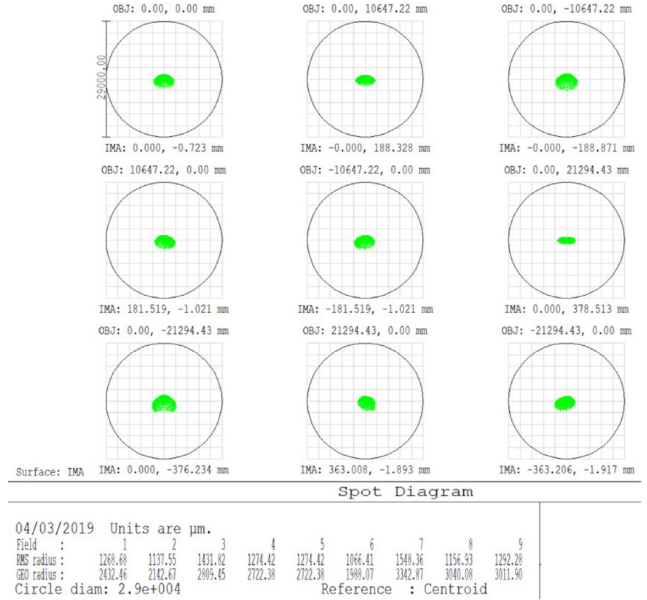 OBJ: 0.00, 0.00 mm
OBJ: 0.00, 10647.22 mm
OBJ: 0.00, -10647.22 mm
29000.00
IMA: 0.000, -0.723 mm
IMA: -0.000, 188.328 mm
IMA: -0.000, -188.871 mm
OBJ: 10647.22, 0.00 mm
OBJ: -10647.22, 0.00 mm
OBJ: 0.00, 21294.43 mm
IMA: 181.519, -1.021 mm
IMA: -181.519, -1.021 mm
IMA: 0.000, 378.513 mm
OBJ: 0.00, -21294.43 mm
OBJ: 21294.43, 0.00 mm
OBJ: -21294.43, 0.00 mm
Surface: IMA
IMA: 0.000, -376.234 mm
IMA: 363.008, -1.893 mm
IMA: -363.206, -1.917 mm
Spot Diagram
04/03/2019 Units are µm.
Field : 1 2 3 4 5 6 7 8 9
RMS radius : 1268.68 1137.55 1431.82 1274.42 1274.42 1066.41 1548.36 1156.93 1292.28
GEO radius : 2432.46 2142.67 2809.45 2722.38 2722.38 1988.07 3342.87 3040.08 3011.90
Circle diam: 2.9e+004 Reference : Centroid